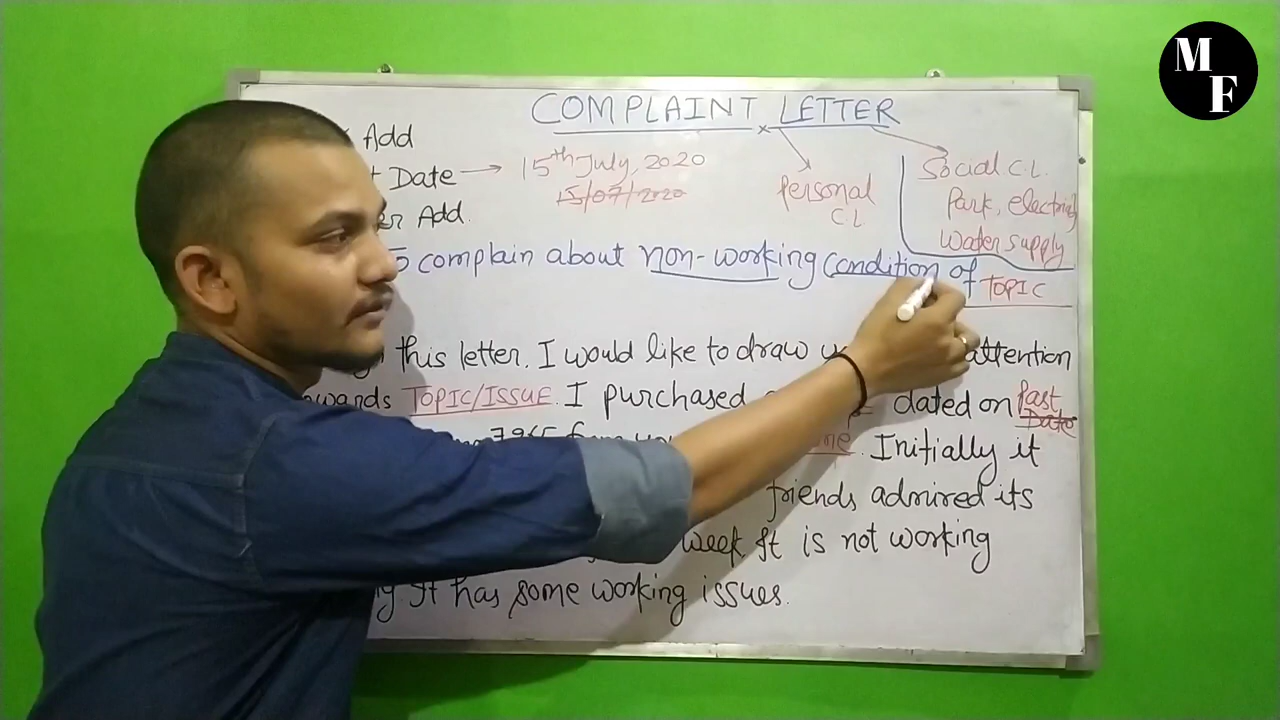 M
F
COMPLAINT LETTER
Add
Date → 15th July, 2020
15/07/2020
Add.
Personal
C.L
Social C.L.
Park, electricity
Water supply
complain about non-working condition of TOPIC
this letter. I would like to draw attention
TOPIC/ISSUE. I purchased dated on Past
Date
Initially it
friends admired its
week It is not working
It has some working issues.